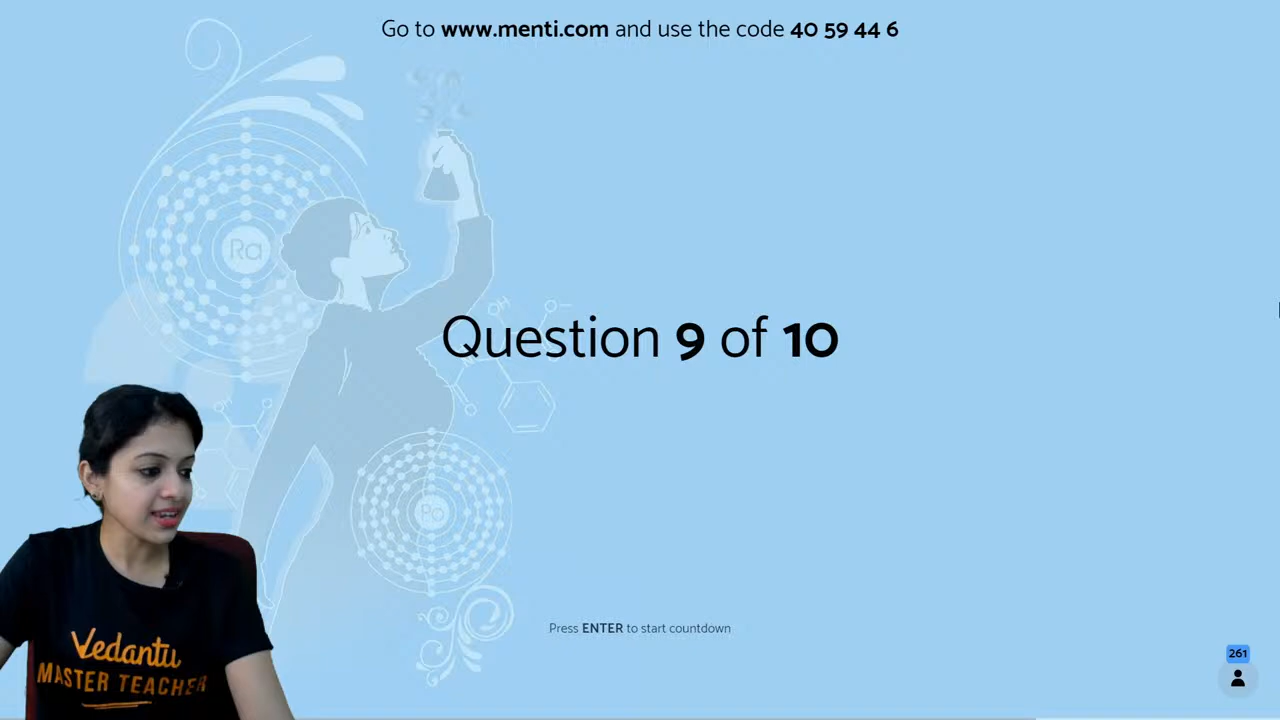 Go to www.menti.com and use the code 40 59 44 6
Ra
OH
O
Po
Question 9 of 10
Vedantu
MASTER TEACHER
Press ENTER to start countdown
261